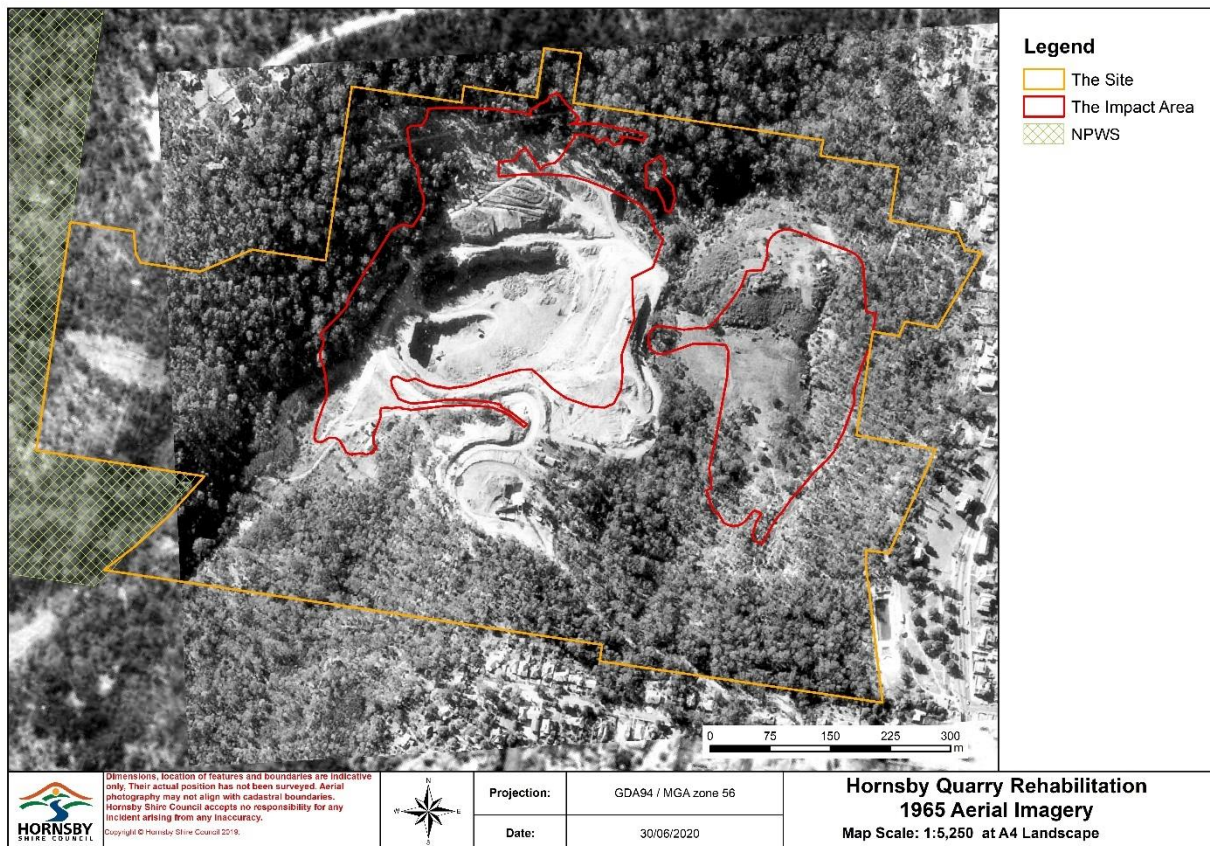 Legend
The Site
The Impact Area
NPWS
0 75 150 225 300
m
HORNSBY
SHIRE COUNCIL
Dimensions, location of features and boundaries are indicative
only. Their actual position has not been surveyed. Aerial
photography may not align with cadastral boundaries.
Hornsby Shire Council accepts no responsibility for any
incident arising from any inaccuracy.
Copyright © Hornsby Shire Council 2019.
N
W E
S
Projection: GDA94 / MGA zone 56
Date: 30/06/2020
Hornsby Quarry Rehabilitation
1965 Aerial Imagery
Map Scale: 1:5,250 at A4 Landscape